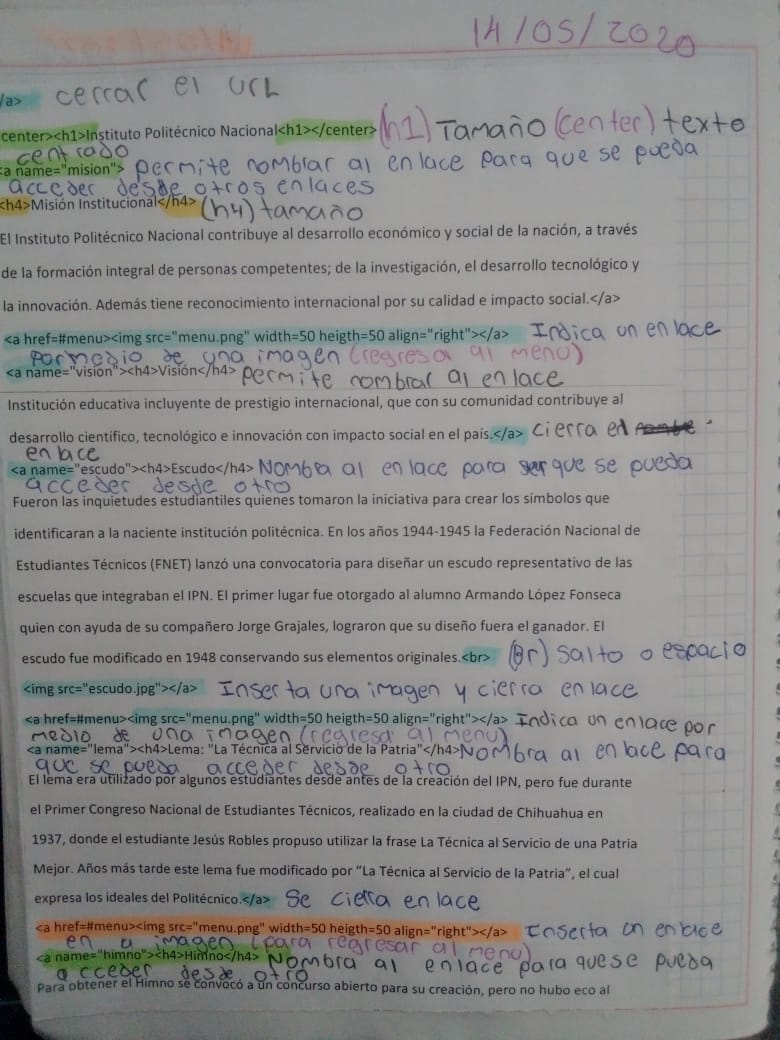 14/05/2020
/a> cerrar el URL
center><h1>Instituto Politécnico Nacional<h1></center> (h1) Tamaño (center) texto
centrado
<a name="mision"> permite nombrar al enlace para que se pueda
acceder desde otros enlaces
<h4>Misión Institucional</h4> (h4) tamaño
El Instituto Politécnico Nacional contribuye al desarrollo económico y social de la nación, a través
de la formación integral de personas competentes; de la investigación, el desarrollo tecnológico y
la innovación. Además tiene reconocimiento internacional por su calidad e impacto social.</a>
<a href=#menu><img src="menu.png" width=50 heigth=50 align="right"></a> Indica un enlace
por medio de una imagen (regresa al menu)
<a name="vision"><h4>Visión</h4> permite nombrar al enlace
Institución educativa incluyente de prestigio internacional, que con su comunidad contribuye al
desarrollo científico, tecnológico e innovación con impacto social en el país.</a> cierra el
enlace
<a name="escudo"><h4>Escudo</h4> Nombra al enlace para que se pueda
acceder desde otro
Fueron las inquietudes estudiantiles quienes tomaron la iniciativa para crear los símbolos que
identificaran a la naciente institución politécnica. En los años 1944-1945 la Federación Nacional de
Estudiantes Técnicos (FNET) lanzó una convocatoria para diseñar un escudo representativo de las
escuelas que integraban el IPN. El primer lugar fue otorgado al alumno Armando López Fonseca
quien con ayuda de su compañero Jorge Grajales, lograron que su diseño fuera el ganador. El
escudo fue modificado en 1948 conservando sus elementos originales.<br> (Br) salto o espacio
<img src="escudo.jpg"></a> Inserta una imagen y cierra enlace
<a href=#menu><img src="menu.png" width=50 heigth=50 align="right"></a> Indica un enlace por
medio de una imagen (regresa al menu)
<a name="lema"><h4>Lema: "La Técnica al Servicio de la Patria"</h4> Nombra al enlace para
que se pueda acceder desde otro
El lema era utilizado por algunos estudiantes desde antes de la creación del IPN, pero fue durante
el Primer Congreso Nacional de Estudiantes Técnicos, realizado en la ciudad de Chihuahua en
1937, donde el estudiante Jesús Robles propuso utilizar la frase La Técnica al Servicio de una Patria
Mejor. Años más tarde este lema fue modificado por “La Técnica al Servicio de la Patria”, el cual
expresa los ideales del Politécnico.</a> Se cierra enlace
<a href=#menu><img src="menu.png" width=50 heigth=50 align="right"></a> Inserta un enlace
en a imagen (para regresar al menu)
<a name="himno"><h4>Himno</h4> Nombra al enlace para que se pueda
acceder desde otro
Para obtener el Himno se convocó a un concurso abierto para su creación, pero no hubo eco al